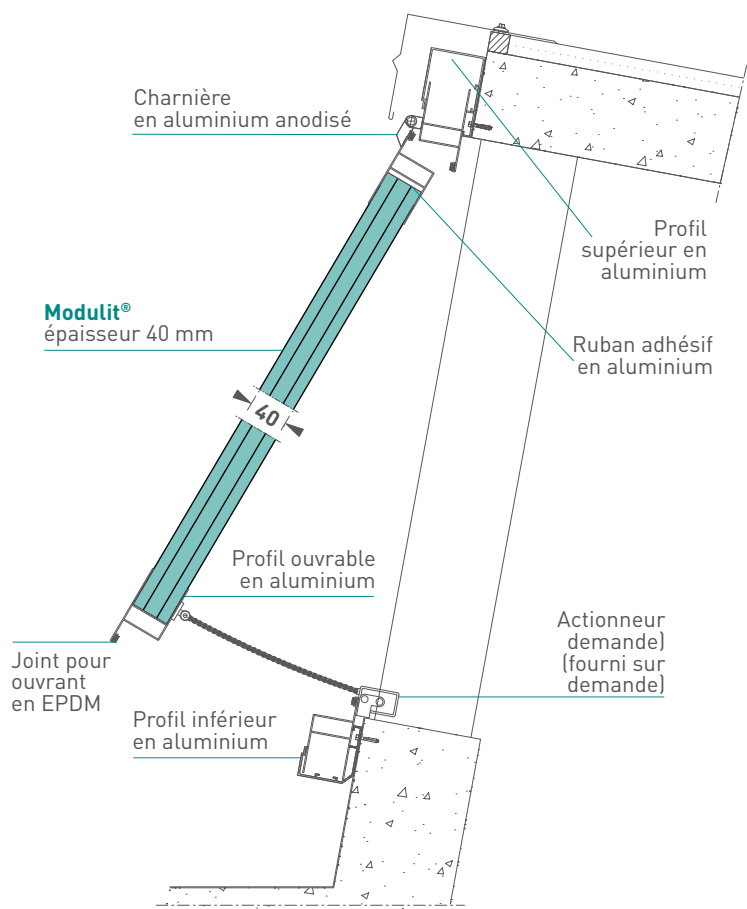 Charnière
en aluminium anodisé
Profil
supérieur en
aluminium
Modulit®
épaisseur 40 mm
Ruban adhésif
en aluminium
40
Profil ouvrable
en aluminium
Actionneur
demande)
(fourni sur
demande)
Joint pour
ouvrant
en EPDM
Profil inférieur
en aluminium